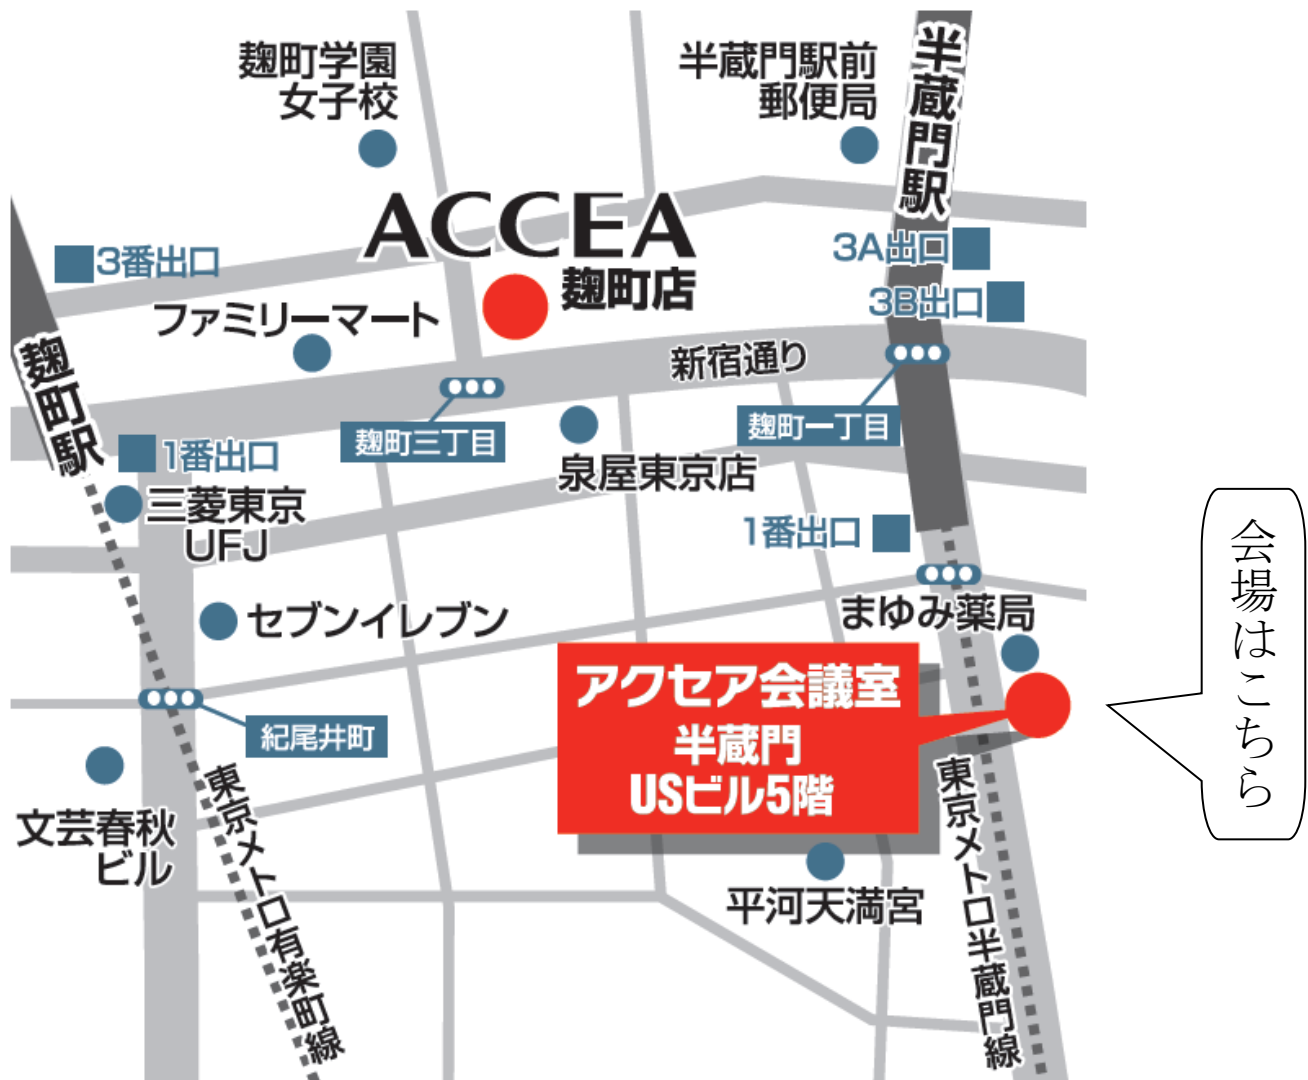 麹町学園
女子校
半蔵門駅前
郵便局
半蔵門駅
ACCEA
麹町店
3番出口
3A出口
3B出口
ファミリーマート
新宿通り
麹町駅
麹町三丁目
麹町一丁目
1番出口
泉屋東京店
三菱東京
UFJ
1番出口
セブンイレブン
まゆみ薬局
会場はこちら
アクセア会議室
半蔵門
USビル5階
紀尾井町
文芸春秋
ビル
東京メトロ有楽町線
東京メトロ半蔵門線
平河天満宮